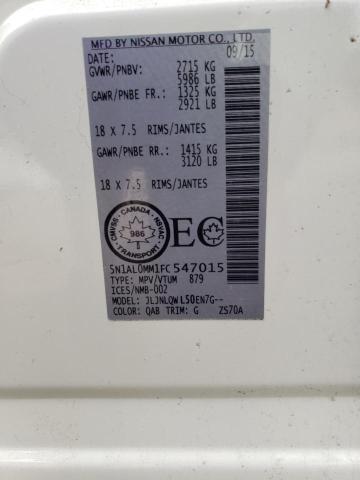 MFD BY NISSAN MOTOR CO., LTD.
DATE: 09/15
GVWR/PNBV: 2715 KG
5986 LB
GAWR/PNBE FR.: 1325 KG
2921 LB
18 X 7.5 RIMS/JANTES
GAWR/PNBE RR.: 1415 KG
3120 LB
18 X 7.5 RIMS/JANTES
CANADA
CMVSS NSVAC
986
EC
5N1AL0MM1FC547015
TYPE: MPV/VTUM 879
ICES/NMB-002
MODEL: JLJNLQWL50EN7G--
COLOR: QAB TRIM: G ZS70A